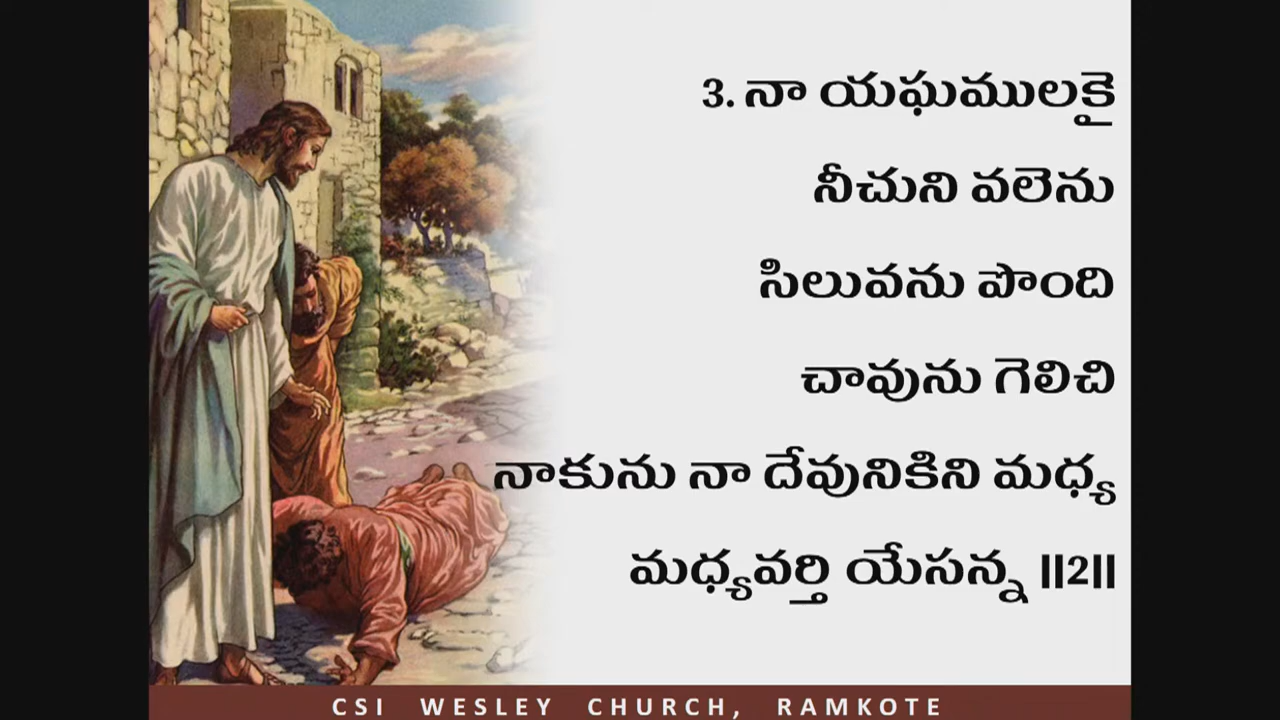 3. నా యఘములకై
నీచుని వలెను
సిలువను పొంది
చావును గెలిచి
నాకును నా దేవునికిని మధ్య
మధ్యవర్తి యేసన్న ||2||
CSI WESLEY CHURCH, RAMKOTE